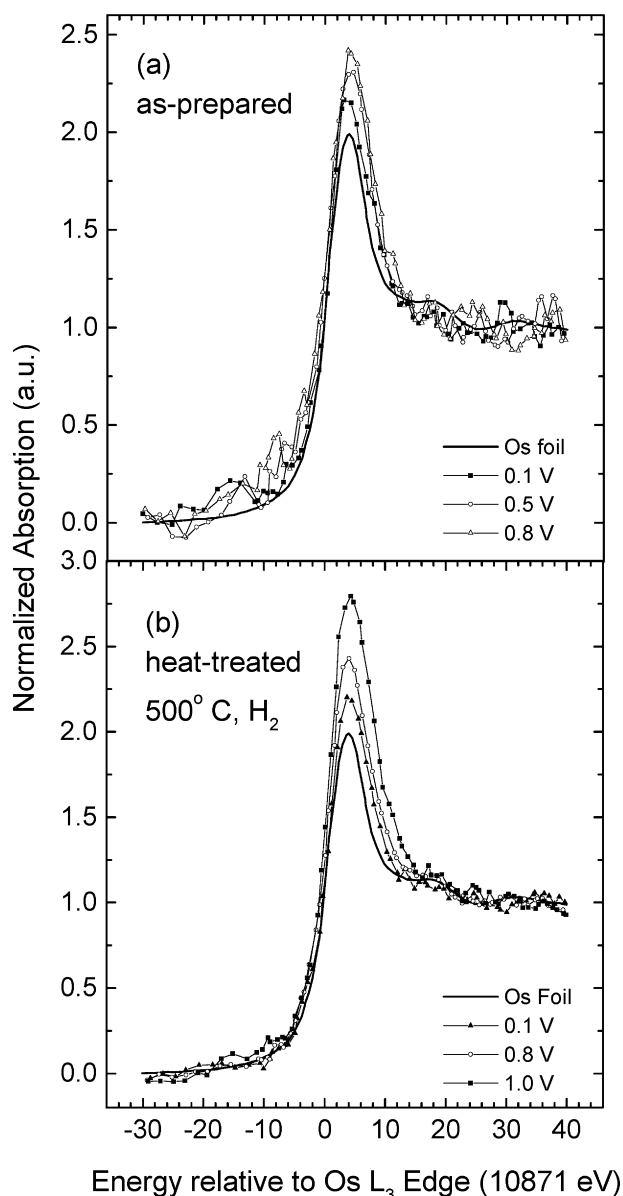 2.5
(a)
as-prepared
2.0
1.5
1.0
0.5
0.0
Os foil
0.1 V
0.5 V
0.8 V
Normalized Absorption (a.u.)
3.0
(b)
heat-treated
500° C, H₂
2.5
2.0
1.5
1.0
0.5
0.0
Os Foil
0.1 V
0.8 V
1.0 V
-30 -20 -10 0 10 20 30 40
Energy relative to Os L₃ Edge (10871 eV)